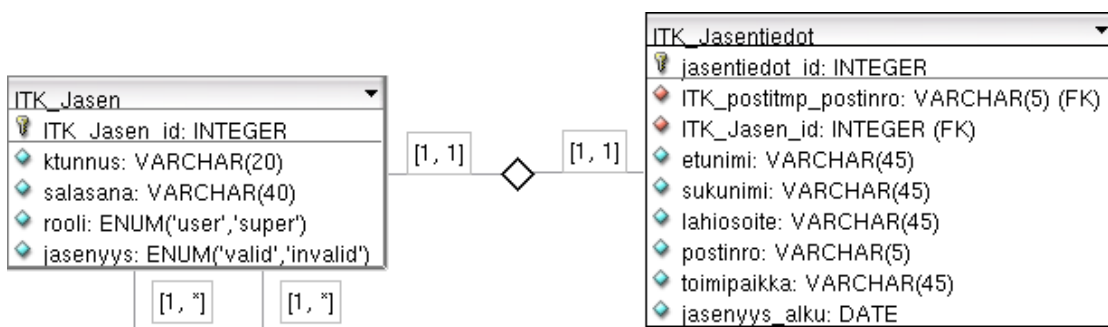 ITK_Jasen
ITK_Jasen_id: INTEGER
ktunnus: VARCHAR(20)
salasana: VARCHAR(40)
rooli: ENUM('user','super')
jasenyys: ENUM('valid','invalid')
[1, *]
[1, *]
[1, 1]
[1, 1]
ITK_Jasentiedot
jasentiedot_id: INTEGER
ITK_postitmp_postinro: VARCHAR(5) (FK)
ITK_Jasen_id: INTEGER (FK)
etunimi: VARCHAR(45)
sukunimi: VARCHAR(45)
lahiosoite: VARCHAR(45)
postinro: VARCHAR(5)
toimipaikka: VARCHAR(45)
jasenyys_alku: DATE